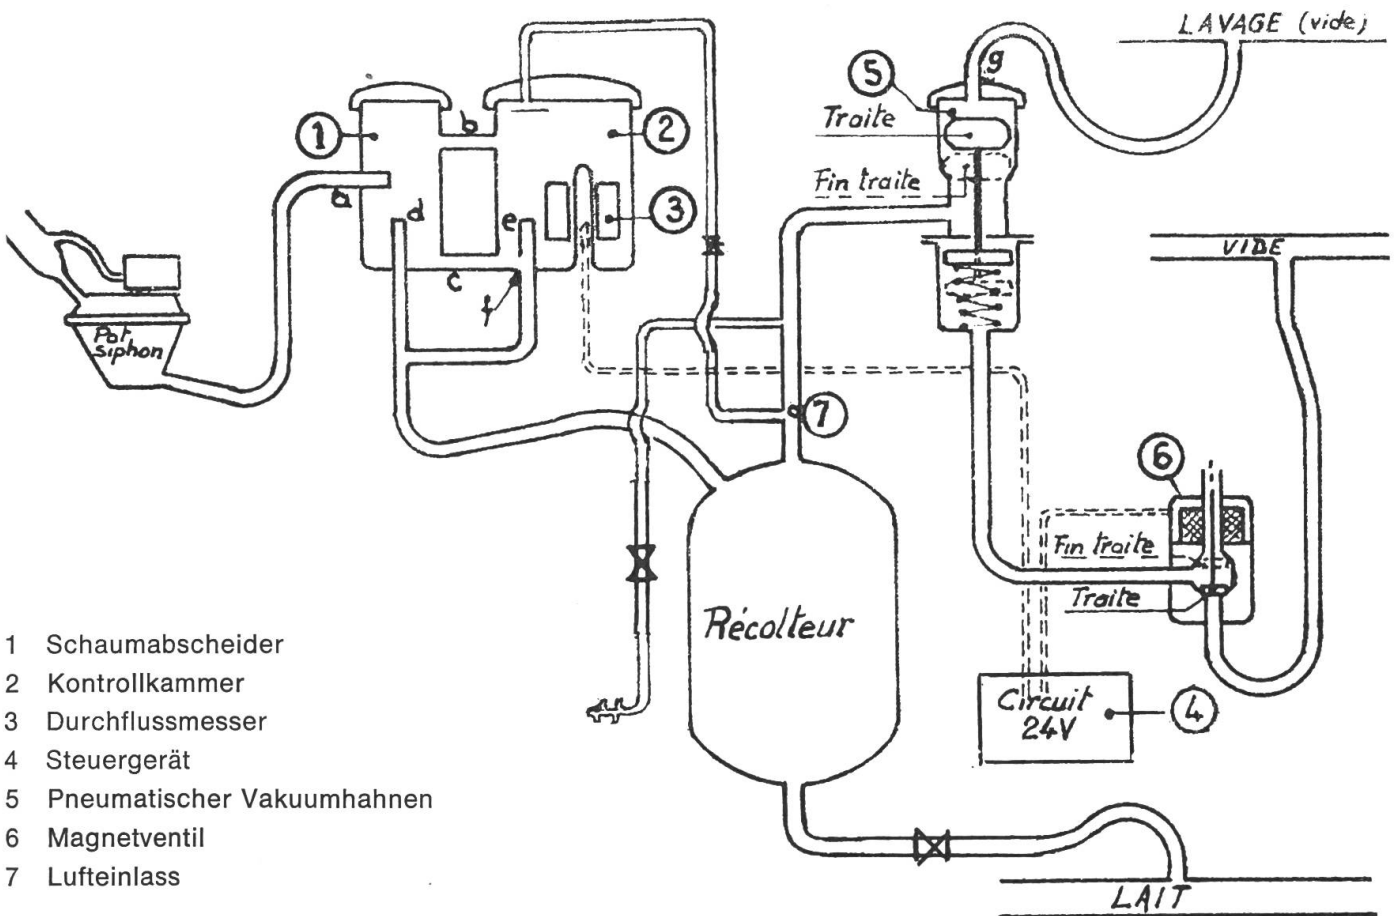 LAVAGE (vide)
5
g
Traite
1
b
2
Fin traite
a
d
e
3
VIDE
c
f
Pot
siphon
7
6
Fin traite
Traite
Récolteur
Circuit
24V
4
1 Schaumabscheider
2 Kontrollkammer
3 Durchflussmesser
4 Steuergerät
5 Pneumatischer Vakuumhahnen
6 Magnetventil
7 Lufteinlass
LAIT